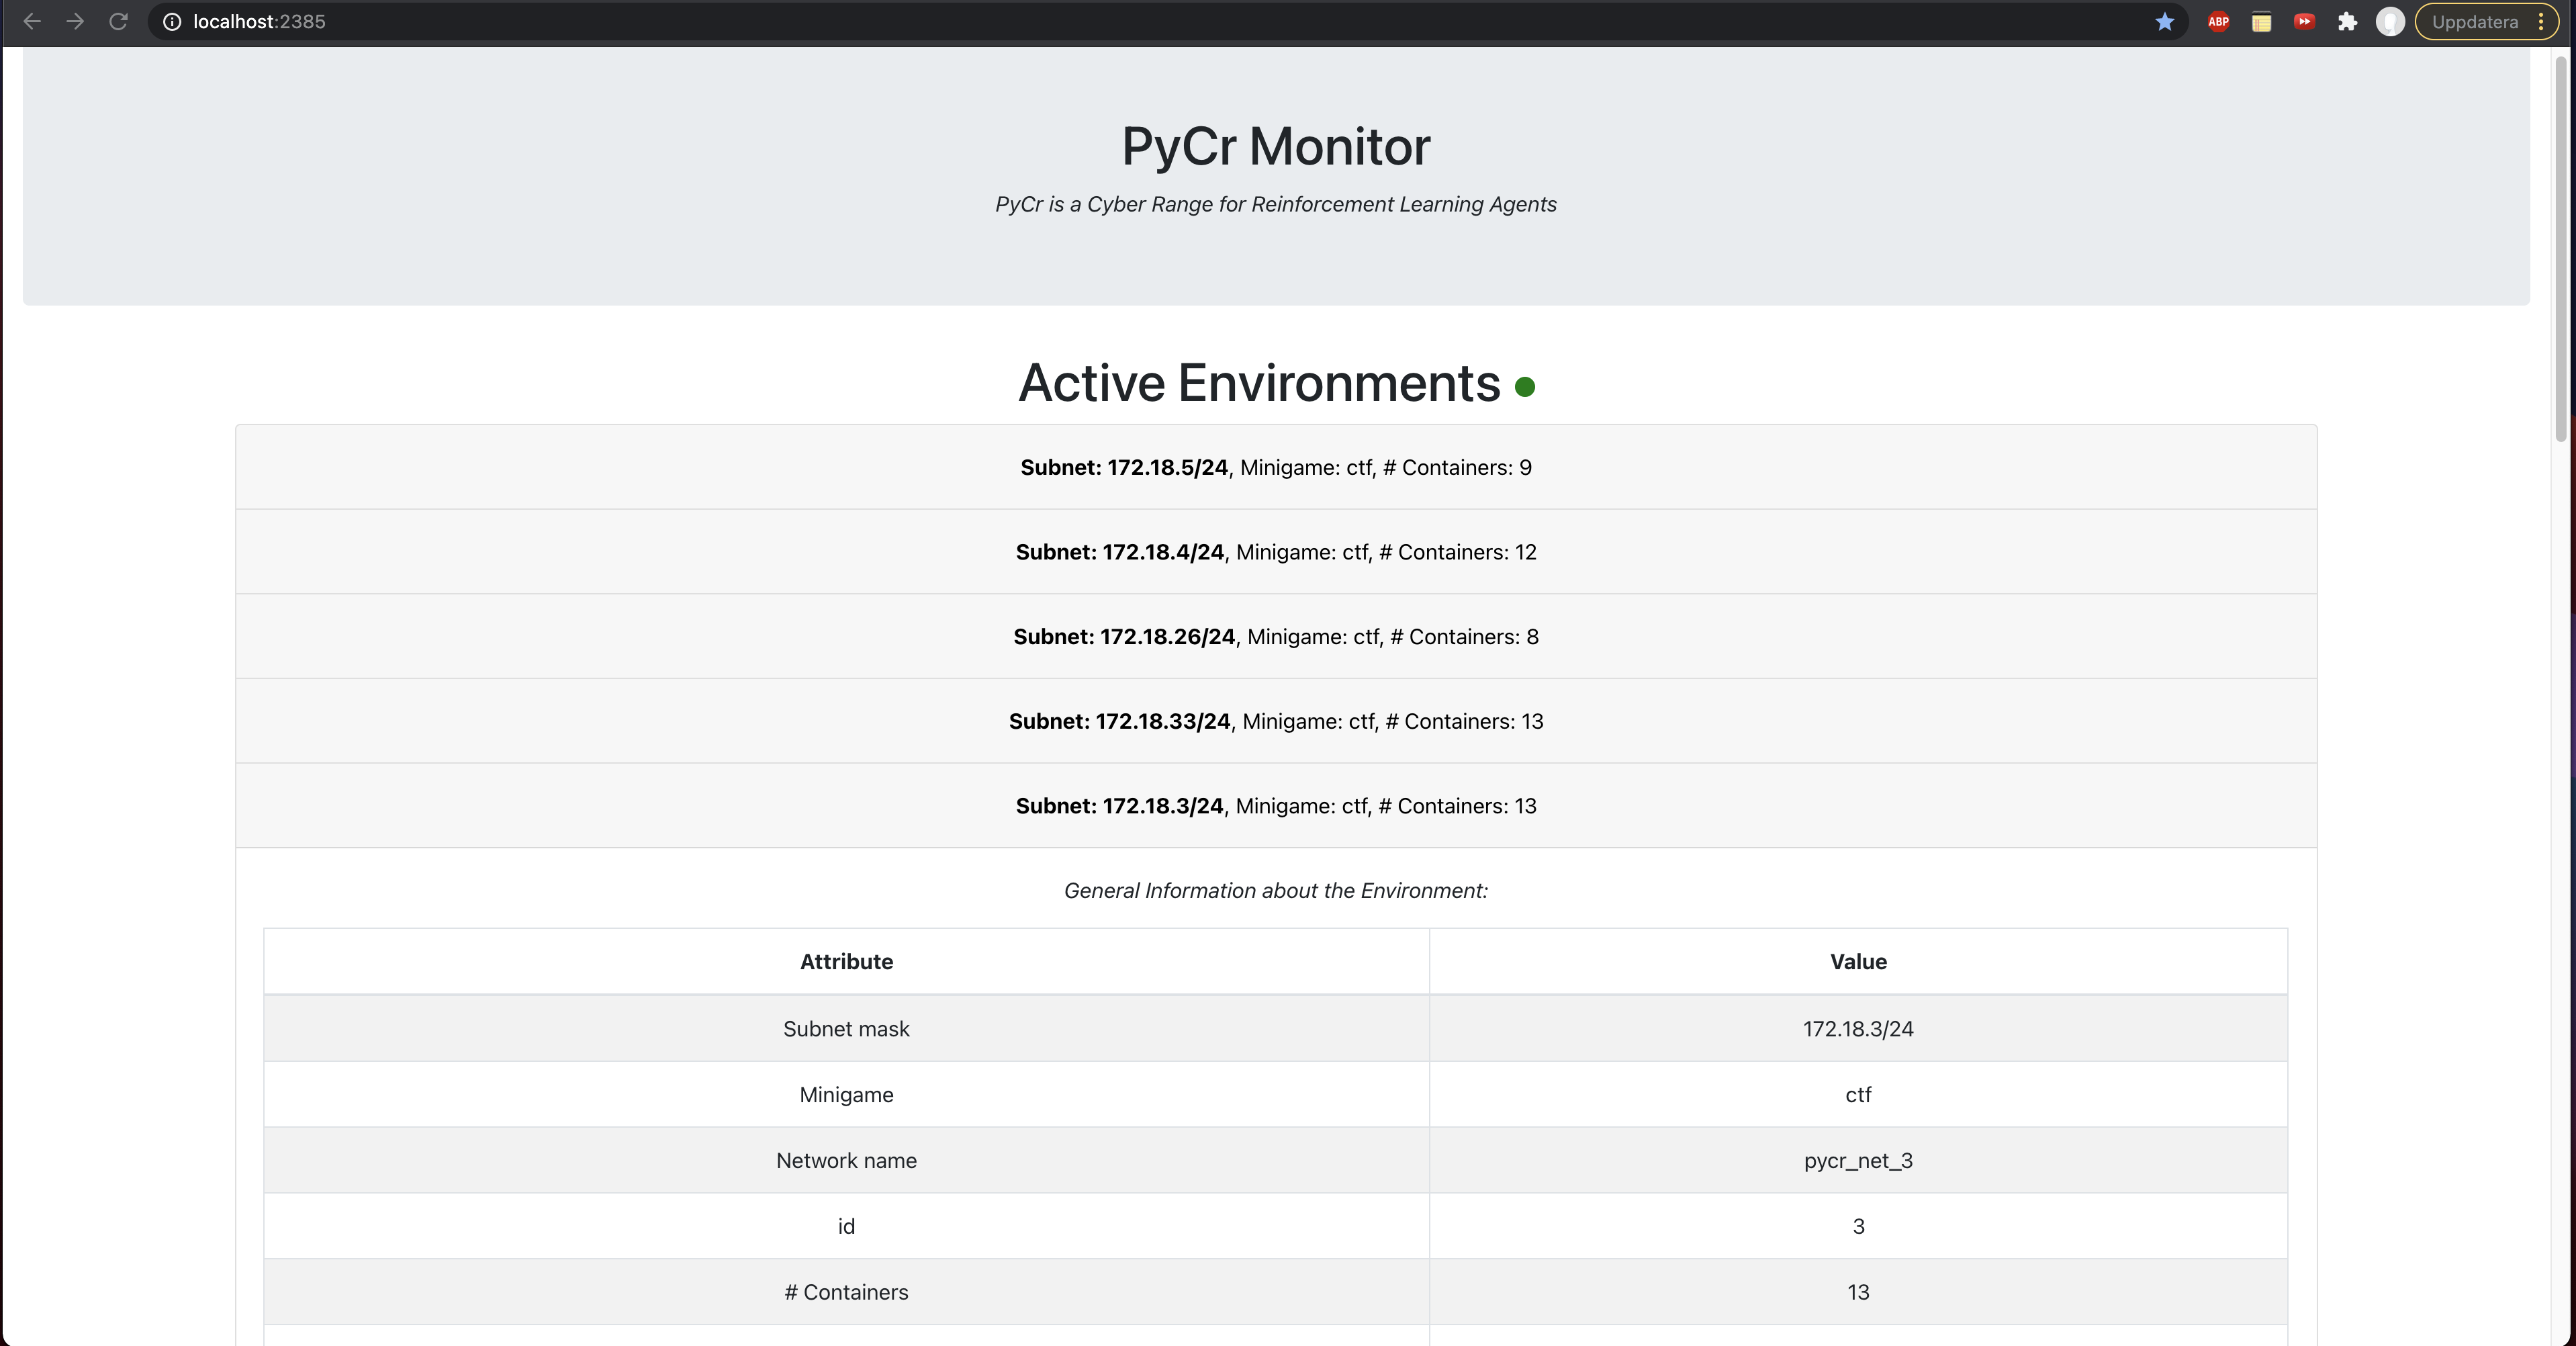 localhost:2385
ABP
Uppdatera
PyCr Monitor
PyCr is a Cyber Range for Reinforcement Learning Agents
Active Environments
Subnet: 172.18.5/24, Minigame: ctf, # Containers: 9
Subnet: 172.18.4/24, Minigame: ctf, # Containers: 12
Subnet: 172.18.26/24, Minigame: ctf, # Containers: 8
Subnet: 172.18.33/24, Minigame: ctf, # Containers: 13
Subnet: 172.18.3/24, Minigame: ctf, # Containers: 13
General Information about the Environment:
Attribute Value
Subnet mask 172.18.3/24
Minigame ctf
Network name pycr_net_3
id 3
# Containers 13